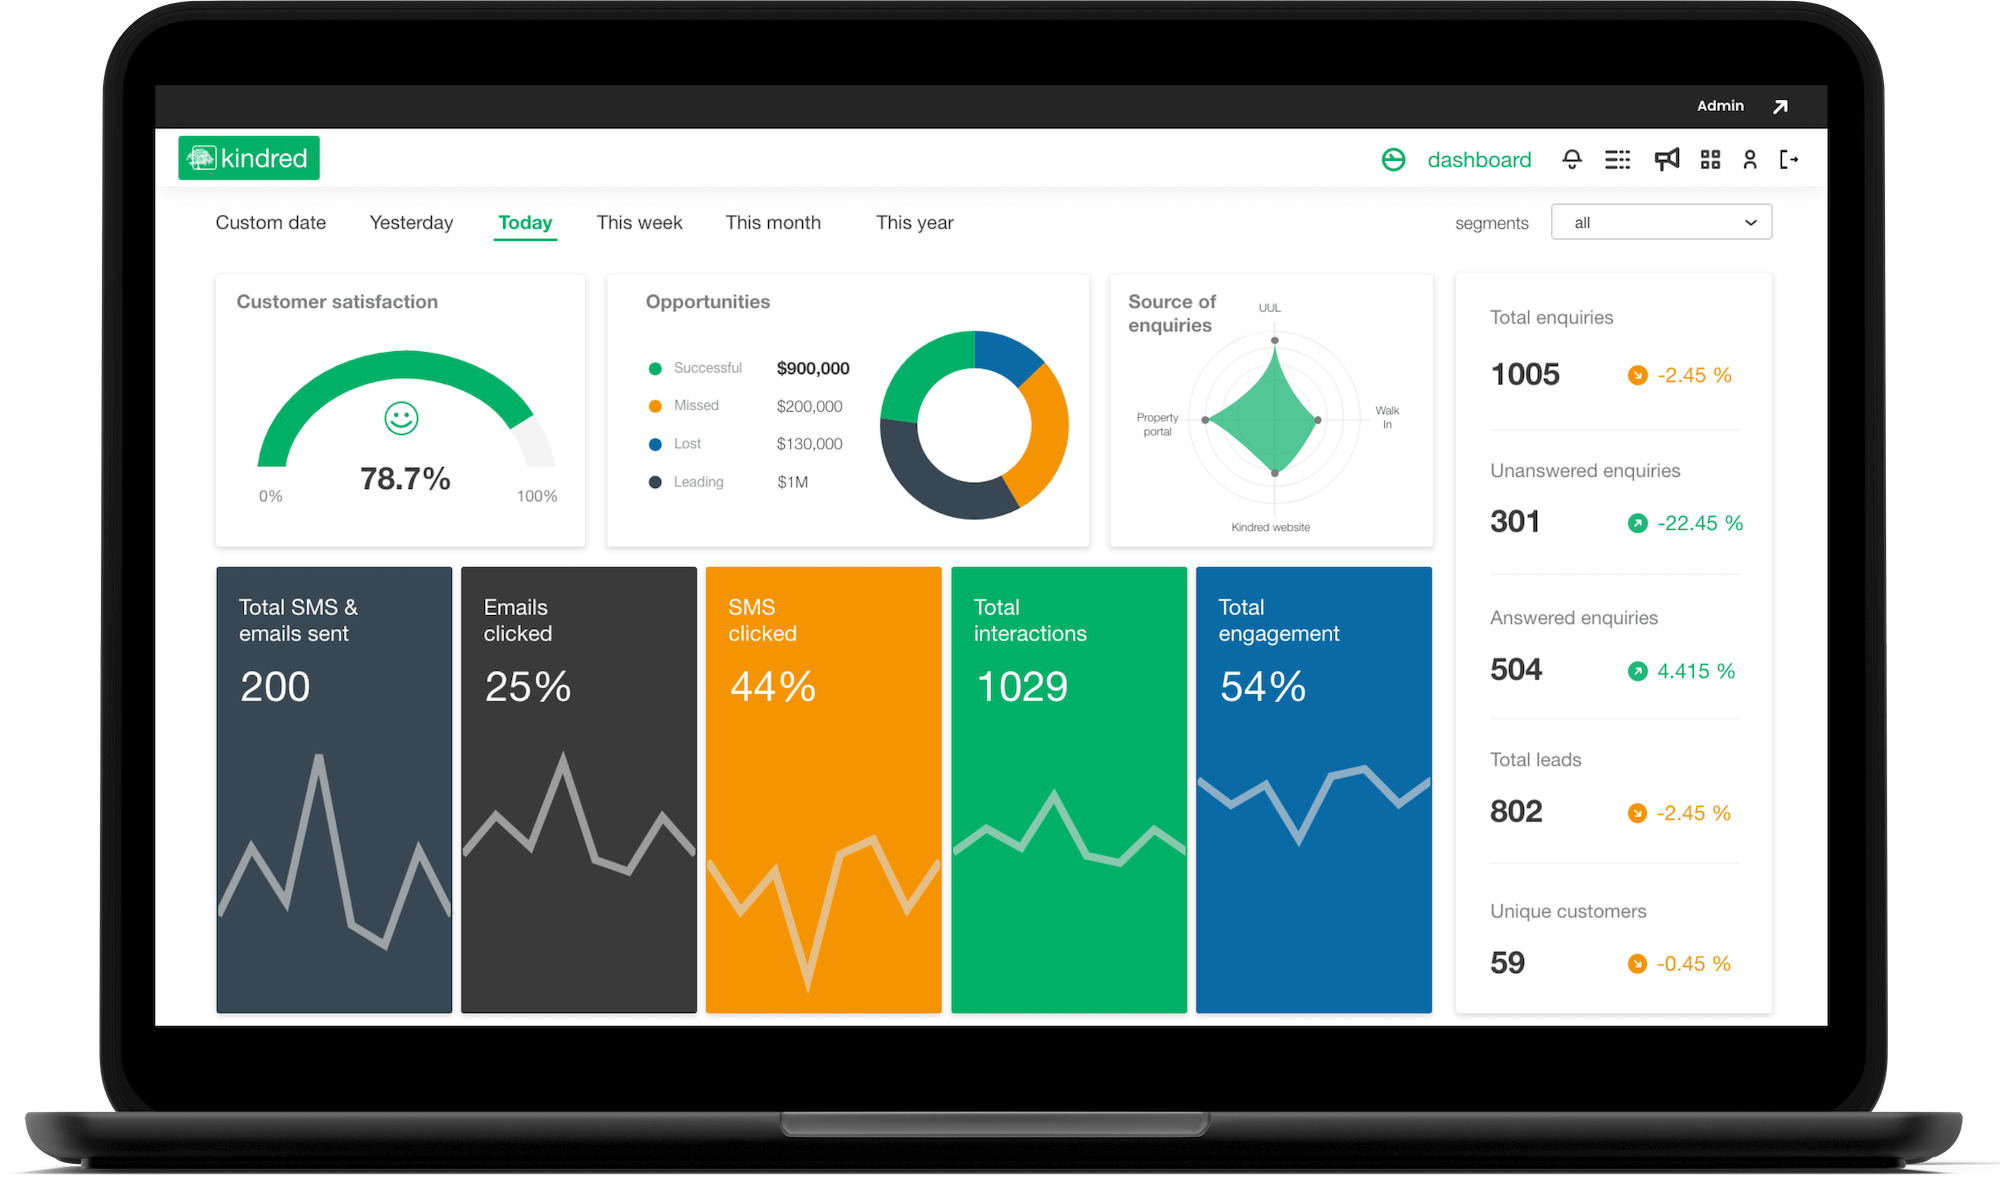 Admin
kindred
dashboard
Custom date
Yesterday
Today
This week
This month
This year
segments
all
Customer satisfaction
78.7%
0%
100%
Opportunities
Successful $900,000
Missed $200,000
Lost $130,000
Leading $1M
Source of
enquiries
UUL
Property
portal
Walk
In
Kindred website
Total enquiries
1005
-2.45 %
Unanswered enquiries
301
-22.45 %
Answered enquiries
504
4.415 %
Total leads
802
-2.45 %
Unique customers
59
-0.45 %
Total SMS &
emails sent
200
Emails
clicked
25%
SMS
clicked
44%
Total
interactions
1029
Total
engagement
54%